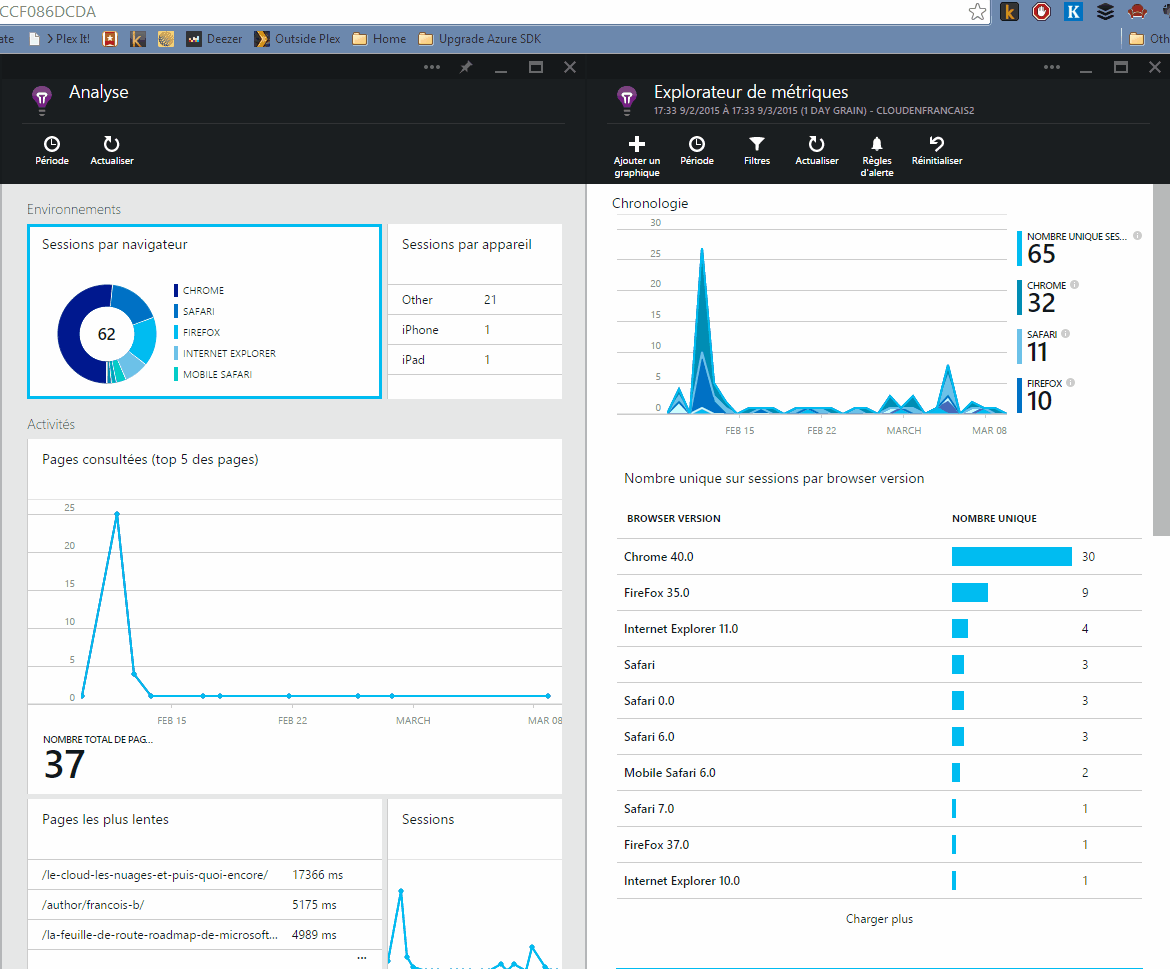 CCF086DCDA
ate > Plex It! Deezer Outside Plex Home Upgrade Azure SDK Oth
Analyse
Période Actualiser
Environnements
Sessions par navigateur
62
CHROME
SAFARI
FIREFOX
INTERNET EXPLORER
MOBILE SAFARI
Sessions par appareil
Other 21
iPhone 1
iPad 1
Activités
Pages consultées (top 5 des pages)
25
20
15
10
5
0
FEB 15 FEB 22 MARCH MAR 08
NOMBRE TOTAL DE PAG...
37
Pages les plus lentes
/le-cloud-les-nuages-et-puis-quoi-encore/ 17366 ms
/author/francois-b/ 5175 ms
/la-feuille-de-route-roadmap-de-microsoft... 4989 ms
...
Sessions
Explorateur de métriques
17:33 9/2/2015 À 17:33 9/3/2015 (1 DAY GRAIN) - CLOUDENFRANCAIS2
Ajouter un graphique
Période
Filtres
Actualiser
Règles d'alerte
Réinitialiser
Chronologie
30
25
20
15
10
5
0
FEB 15 FEB 22 MARCH MAR 08
NOMBRE UNIQUE SES...
65
CHROME
32
SAFARI
11
FIREFOX
10
Nombre unique sur sessions par browser version
BROWSER VERSION NOMBRE UNIQUE
Chrome 40.0 30
FireFox 35.0 9
Internet Explorer 11.0 4
Safari 3
Safari 0.0 3
Safari 6.0 3
Mobile Safari 6.0 2
Safari 7.0 1
FireFox 37.0 1
Internet Explorer 10.0 1
Charger plus